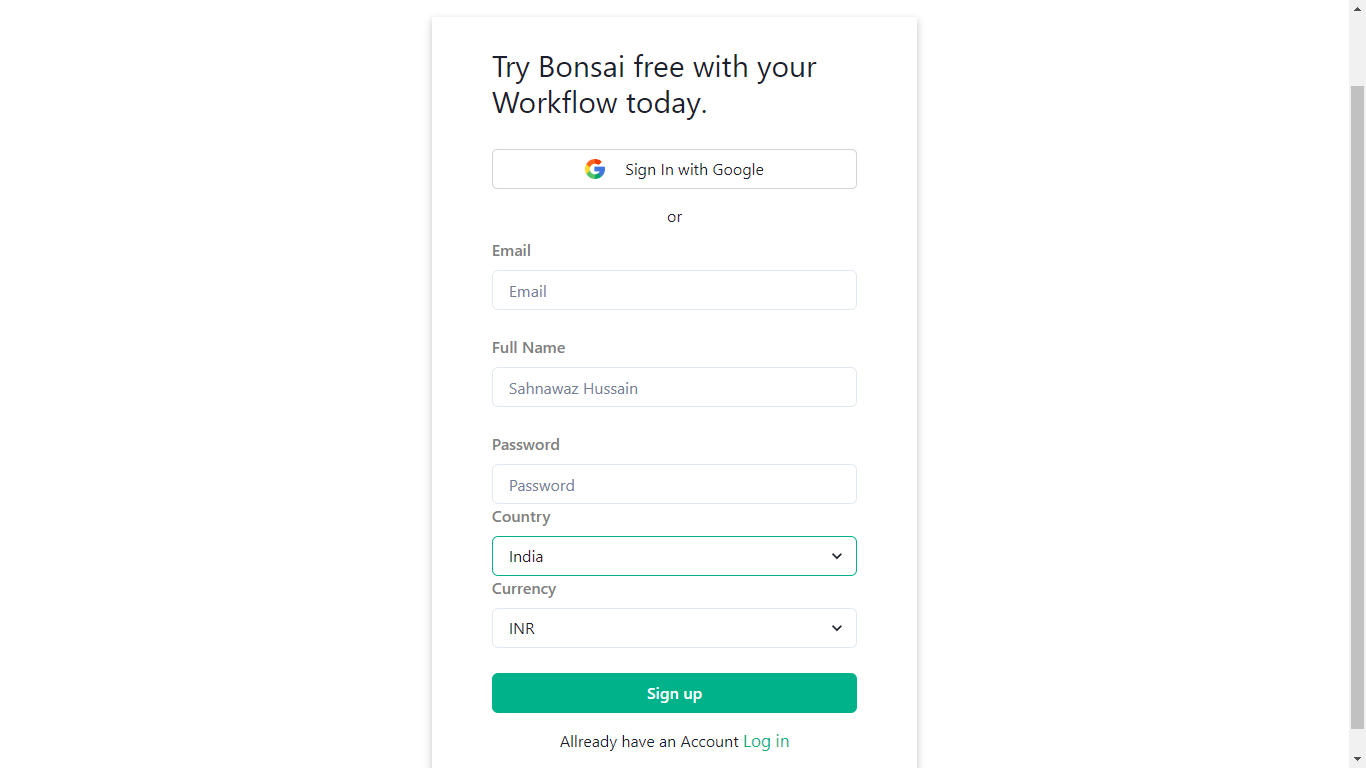 Try Bonsai free with your
Workflow today.
Sign In with Google
or
Email
Email
Full Name
Sahnawaz Hussain
Password
Password
Country
India
Currency
INR
Sign up
Allready have an Account Log in